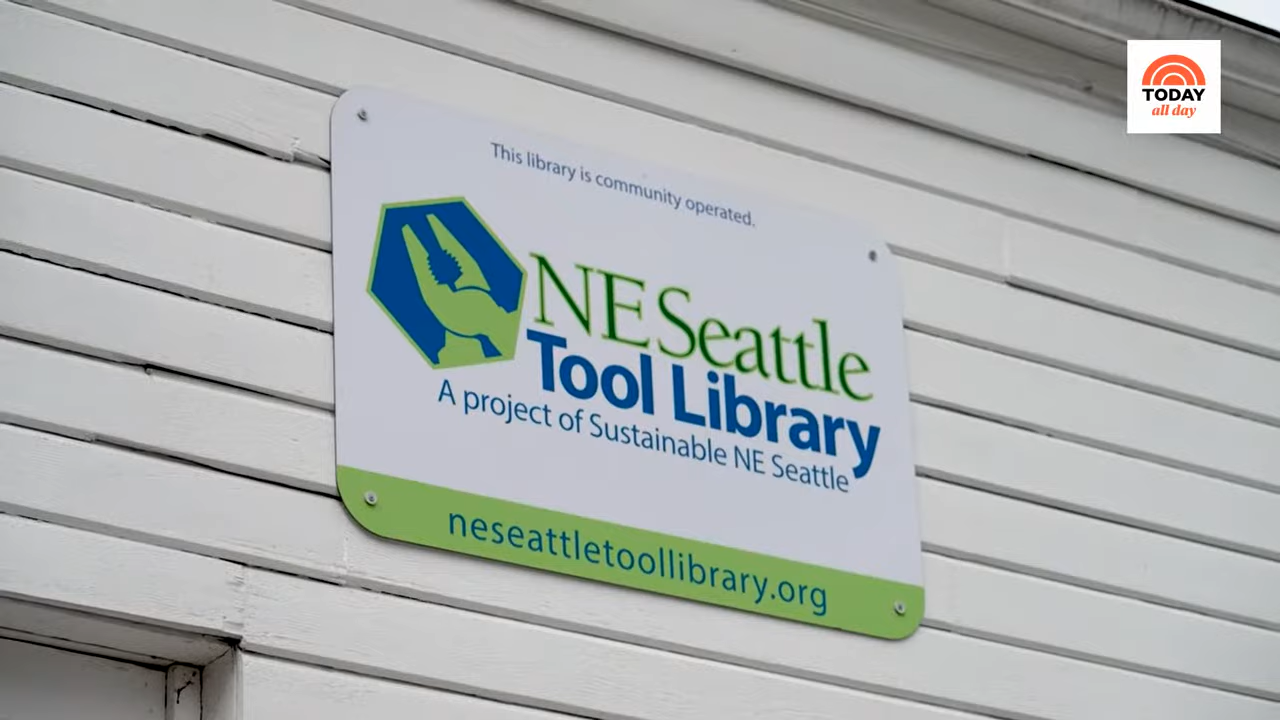 TODAY
all day
This library is community operated.
NE Seattle
Tool Library
A project of Sustainable NE Seattle
neseattletoollibrary.org